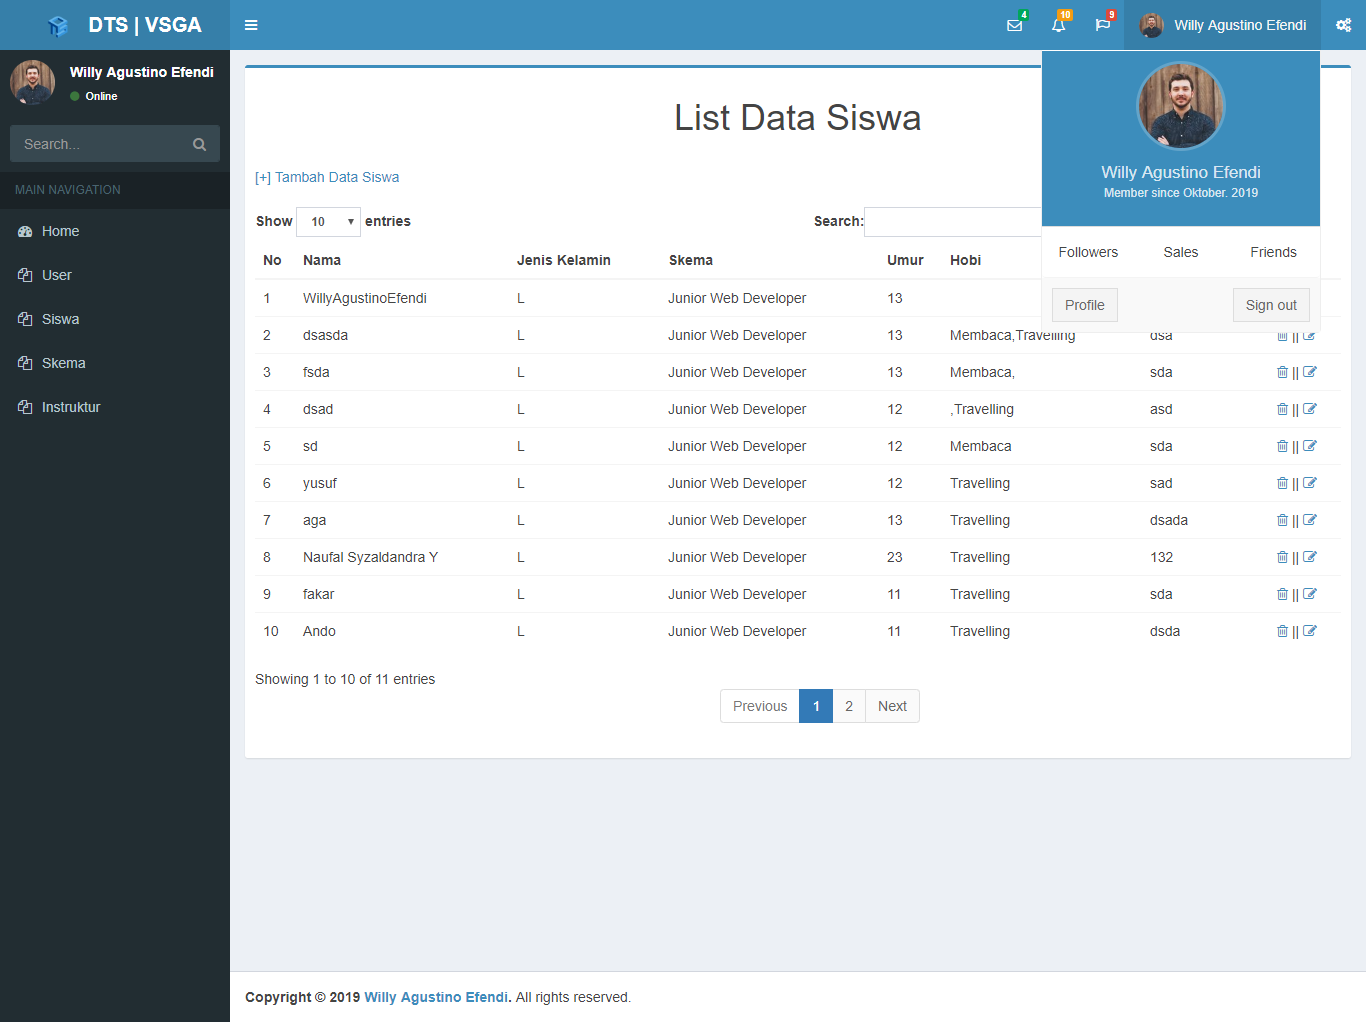 DTS | VSGA
4 10 9 Willy Agustino Efendi
Willy Agustino Efendi
Online
Search...
MAIN NAVIGATION
Home
User
Siswa
Skema
Instruktur
List Data Siswa
[+] Tambah Data Siswa
Show 10 entries Search:
No Nama Jenis Kelamin Skema Umur Hobi
1 WillyAgustinoEfendi L Junior Web Developer 13
2 dsasda L Junior Web Developer 13 Membaca,Travelling dsa ||
3 fsda L Junior Web Developer 13 Membaca, sda ||
4 dsad L Junior Web Developer 12 ,Travelling asd ||
5 sd L Junior Web Developer 12 Membaca sda ||
6 yusuf L Junior Web Developer 12 Travelling sad ||
7 aga L Junior Web Developer 13 Travelling dsada ||
8 Naufal Syzaldandra Y L Junior Web Developer 23 Travelling 132 ||
9 fakar L Junior Web Developer 11 Travelling sda ||
10 Ando L Junior Web Developer 11 Travelling dsda ||
Showing 1 to 10 of 11 entries
Previous 1 2 Next
Willy Agustino Efendi
Member since Oktober. 2019
Followers Sales Friends
Profile Sign out
Copyright © 2019 Willy Agustino Efendi. All rights reserved.